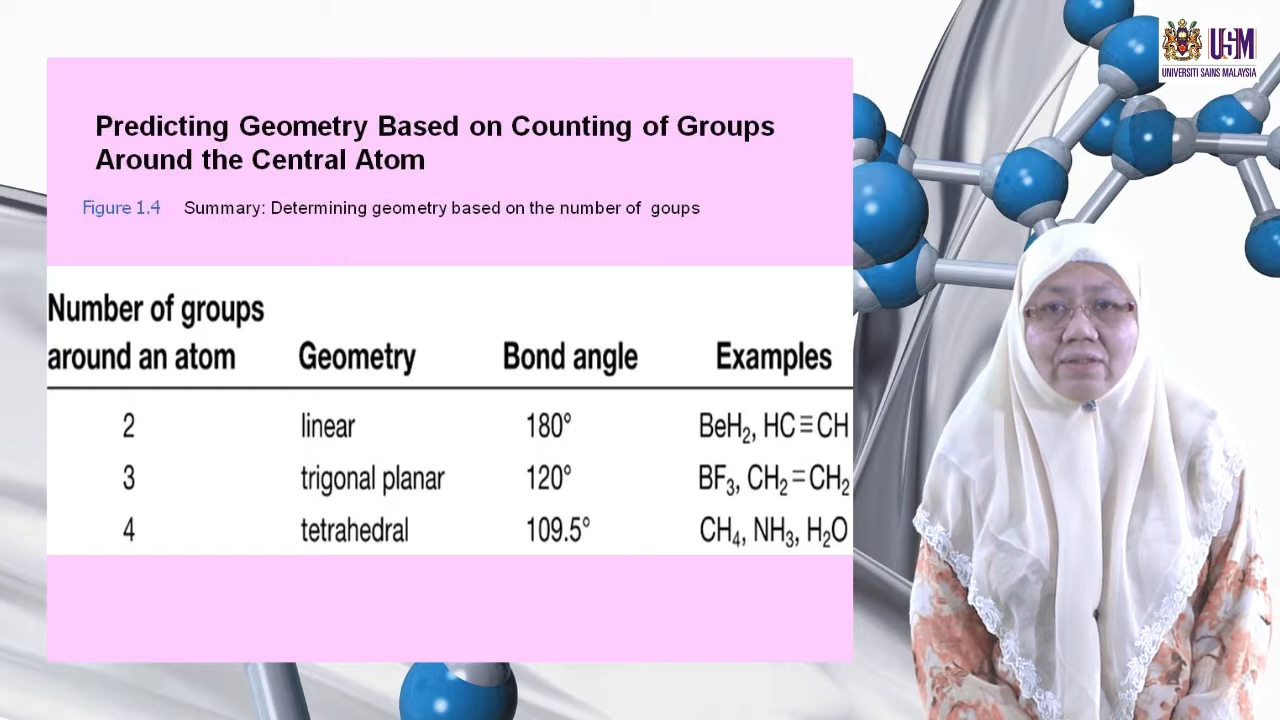 USM
UNIVERSITI SAINS MALAYSIA
Predicting Geometry Based on Counting of Groups
Around the Central Atom
Figure 1.4 Summary: Determining geometry based on the number of goups
Number of groups
around an atom Geometry Bond angle Examples
2 linear 180° BeH₂, HC≡CH
3 trigonal planar 120° BF₃, CH₂=CH₂
4 tetrahedral 109.5° CH₄, NH₃, H₂O